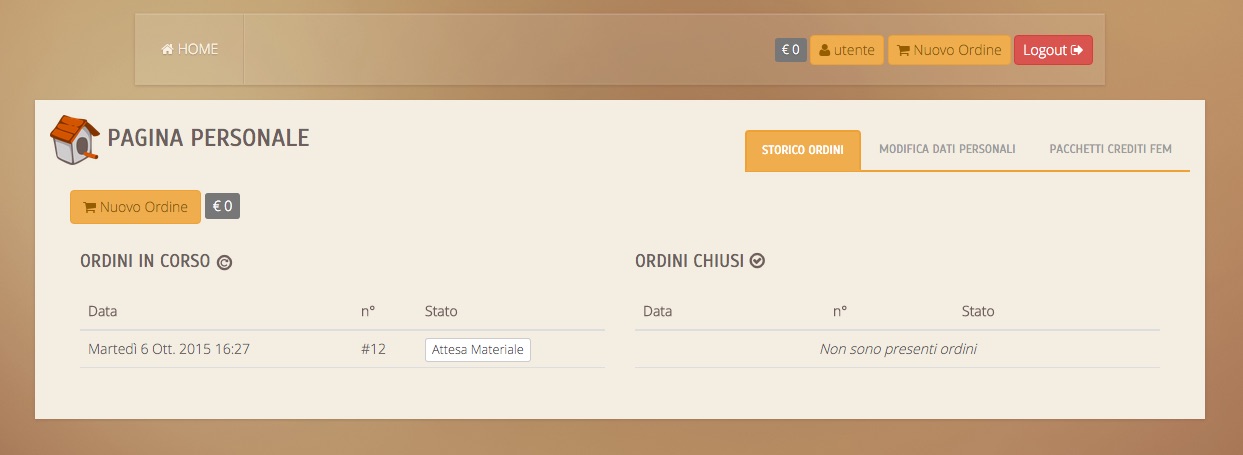 HOME
€ 0 utente Nuovo Ordine Logout
PAGINA PERSONALE
STORICO ORDINI MODIFICA DATI PERSONALI PACCHETTI CREDITI FEM
Nuovo Ordine € 0
ORDINI IN CORSO
Data n° Stato
Martedì 6 Ott. 2015 16:27 #12 Attesa Materiale
ORDINI CHIUSI
Data n° Stato
Non sono presenti ordini